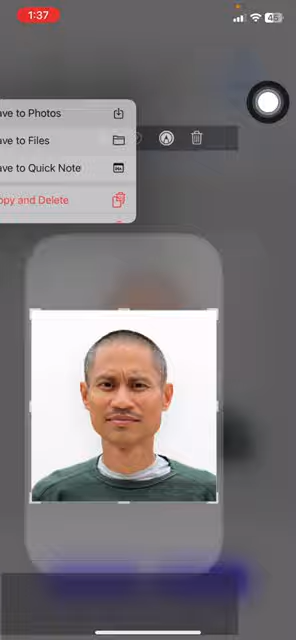 1:37
45
ave to Photos
ave to Files
ave to Quick Note
opy and Delete